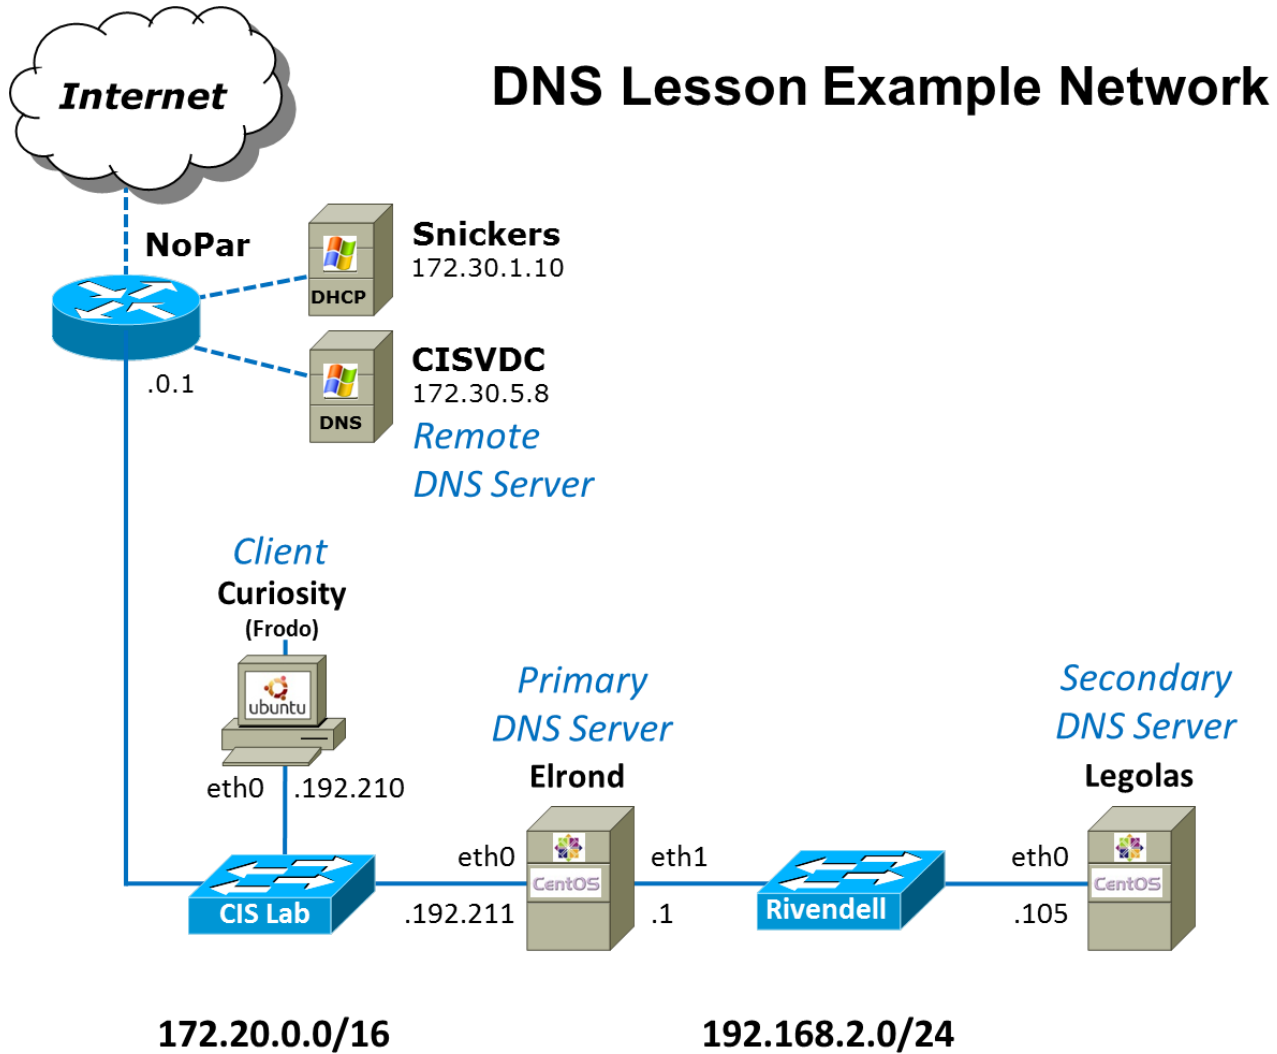 DNS Lesson Example Network
Internet
NoPar
Snickers
172.30.1.10
DHCP
CISVDC
172.30.5.8
DNS
Remote
DNS Server
.0.1
Client
Curiosity
(Frodo)
ubuntu
eth0 .192.210
Primary
DNS Server
Elrond
Secondary
DNS Server
Legolas
eth0
CentOS
eth1
eth0
CentOS
CIS Lab
.192.211
.1
Rivendell
.105
172.20.0.0/16
192.168.2.0/24